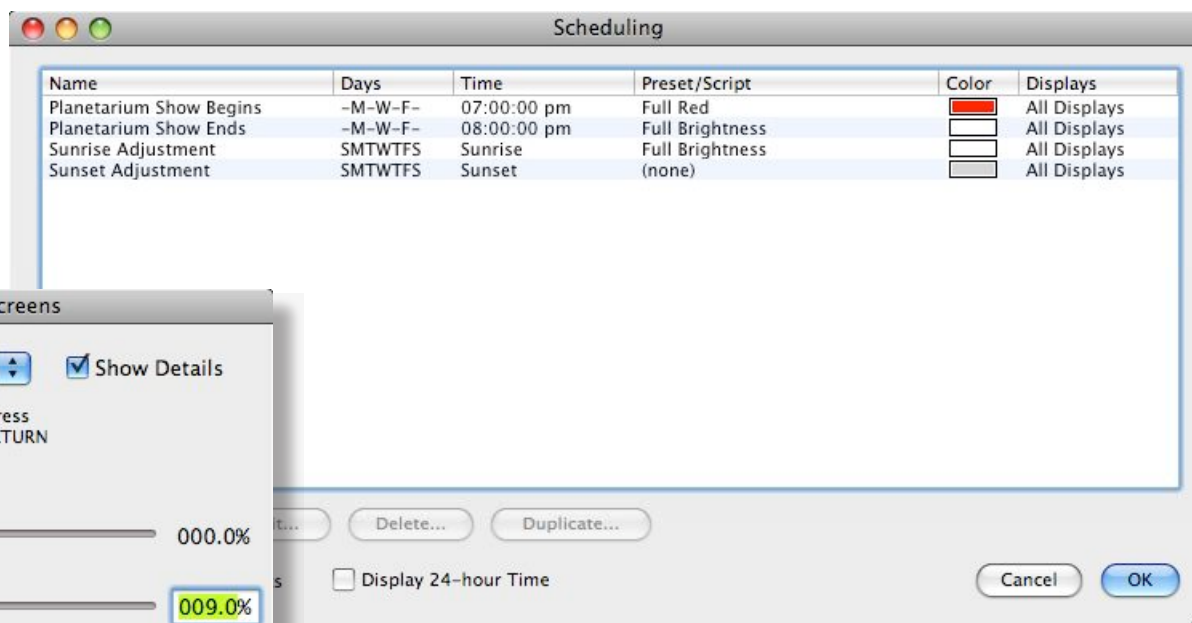 Scheduling
Name Days Time Preset/Script Color Displays
Planetarium Show Begins -M-W-F- 07:00:00 pm Full Red All Displays
Planetarium Show Ends -M-W-F- 08:00:00 pm Full Brightness All Displays
Sunrise Adjustment SMTWTFS Sunrise Full Brightness All Displays
Sunset Adjustment SMTWTFS Sunset (none) All Displays
creens
Show Details
ress
TURN
000.0%
t... Delete... Duplicate...
s Display 24-hour Time Cancel OK
009.0%